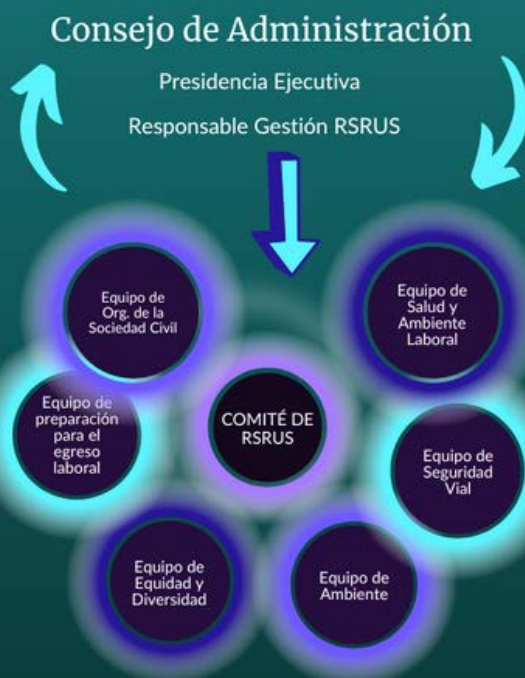 Consejo de Administración
Presidencia Ejecutiva
Responsable Gestión RSRUS
Equipo de
Org. de la
Sociedad Civil
Equipo de
Salud y
Ambiente
Laboral
Equipo de
preparación
para el
egreso
laboral
COMITÉ DE
RSRUS
Equipo de
Seguridad
Vial
Equipo de
Equidad y
Diversidad
Equipo de
Ambiente